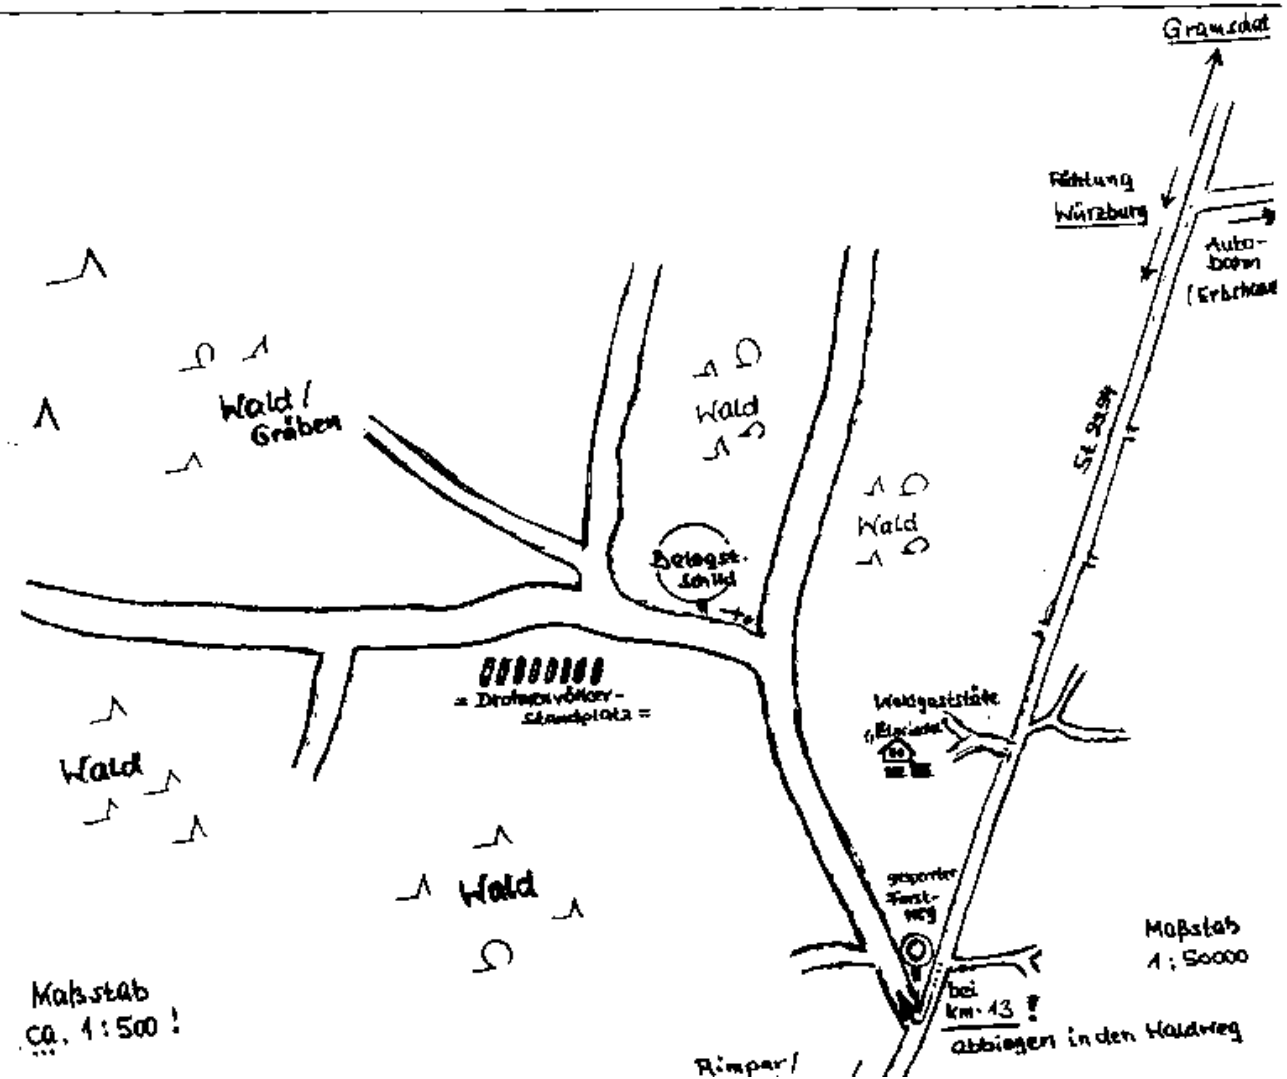 Gramschat
Richtung
Würzburg
Auto-
bahn
St 2294
Wald /
Gräben
Wald
Wald
Belegst.
schild
= Drohnenvölker-
Standplatz =
Waldgaststätte
Wald
Wald
gesperrter
Forst-
weg
Maßstab
1 : 50000
Maßstab
ca. 1 : 500 !
bei
km. 13 !
abbiegen in den Waldweg
Rimpar /